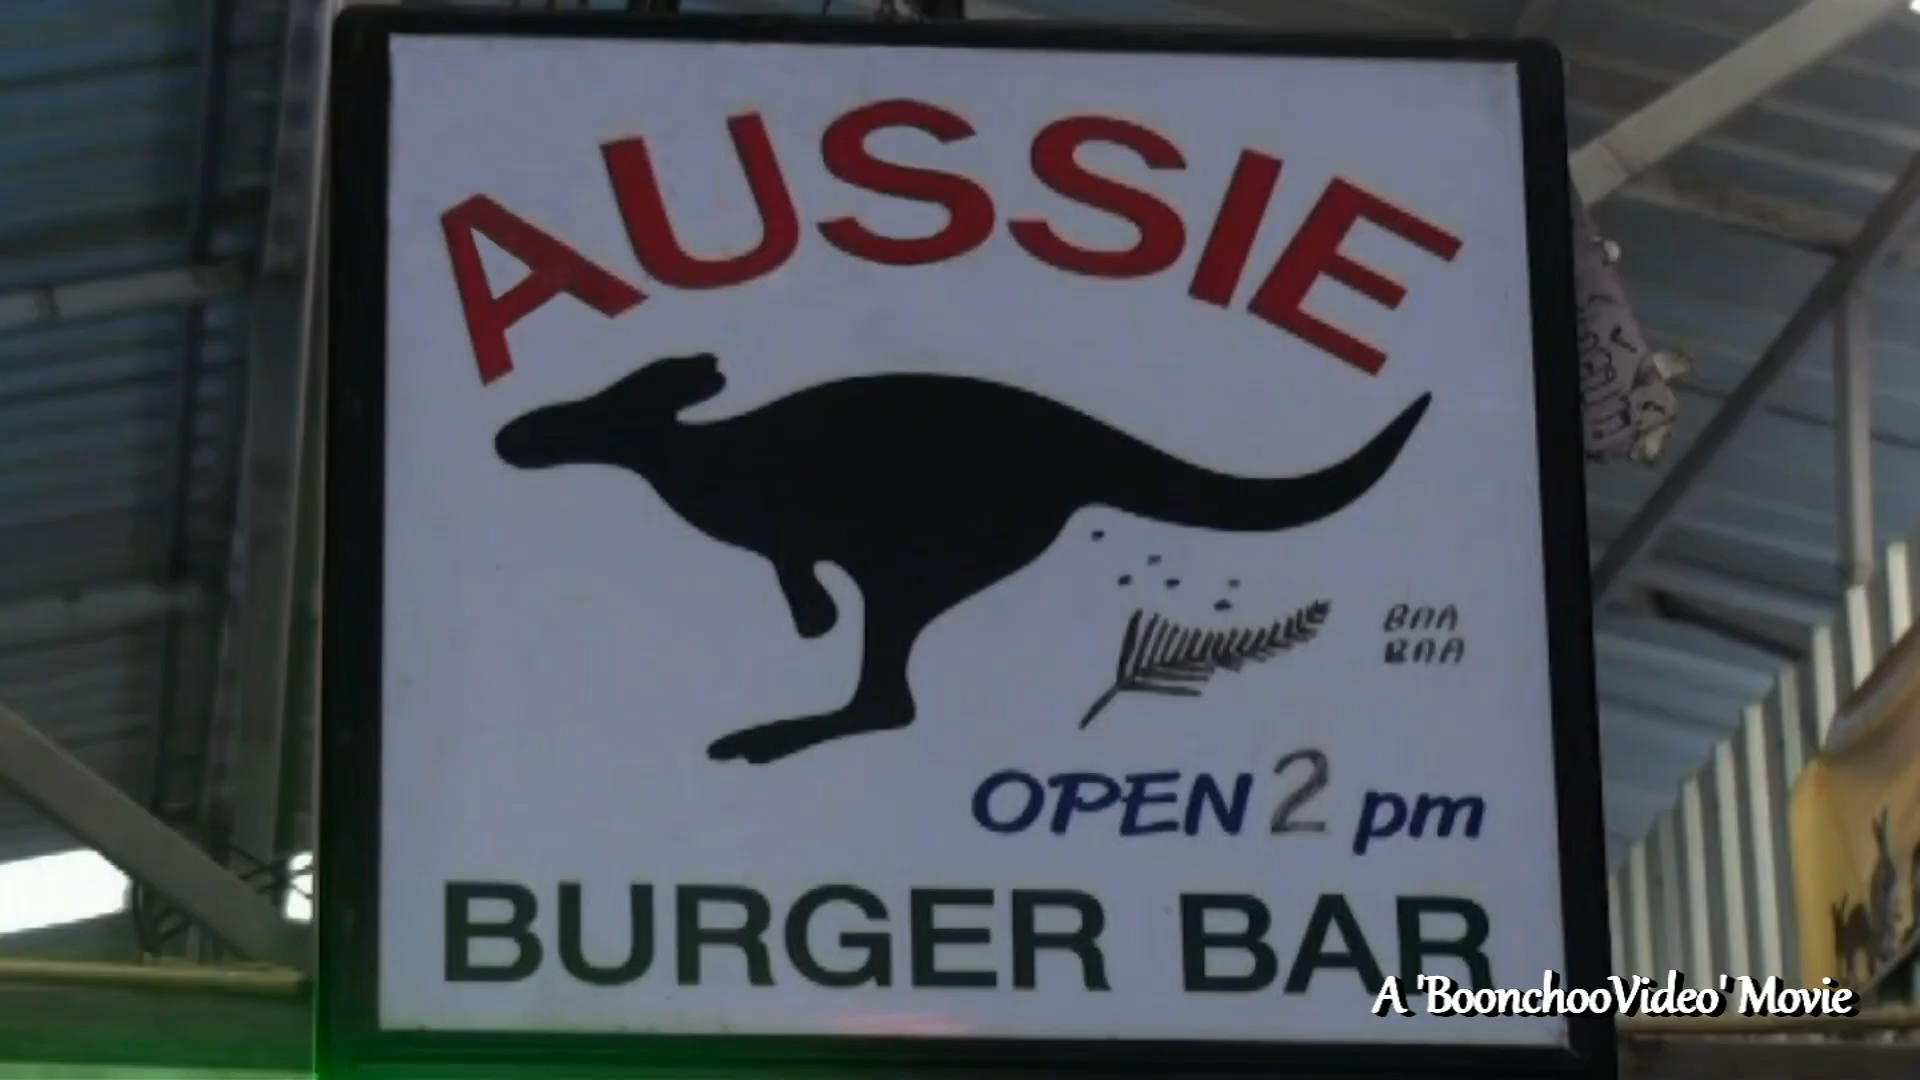 AUSSIE
BAA
BAA
OPEN 2 pm
BURGER BAR
A 'BoonchooVideo' Movie